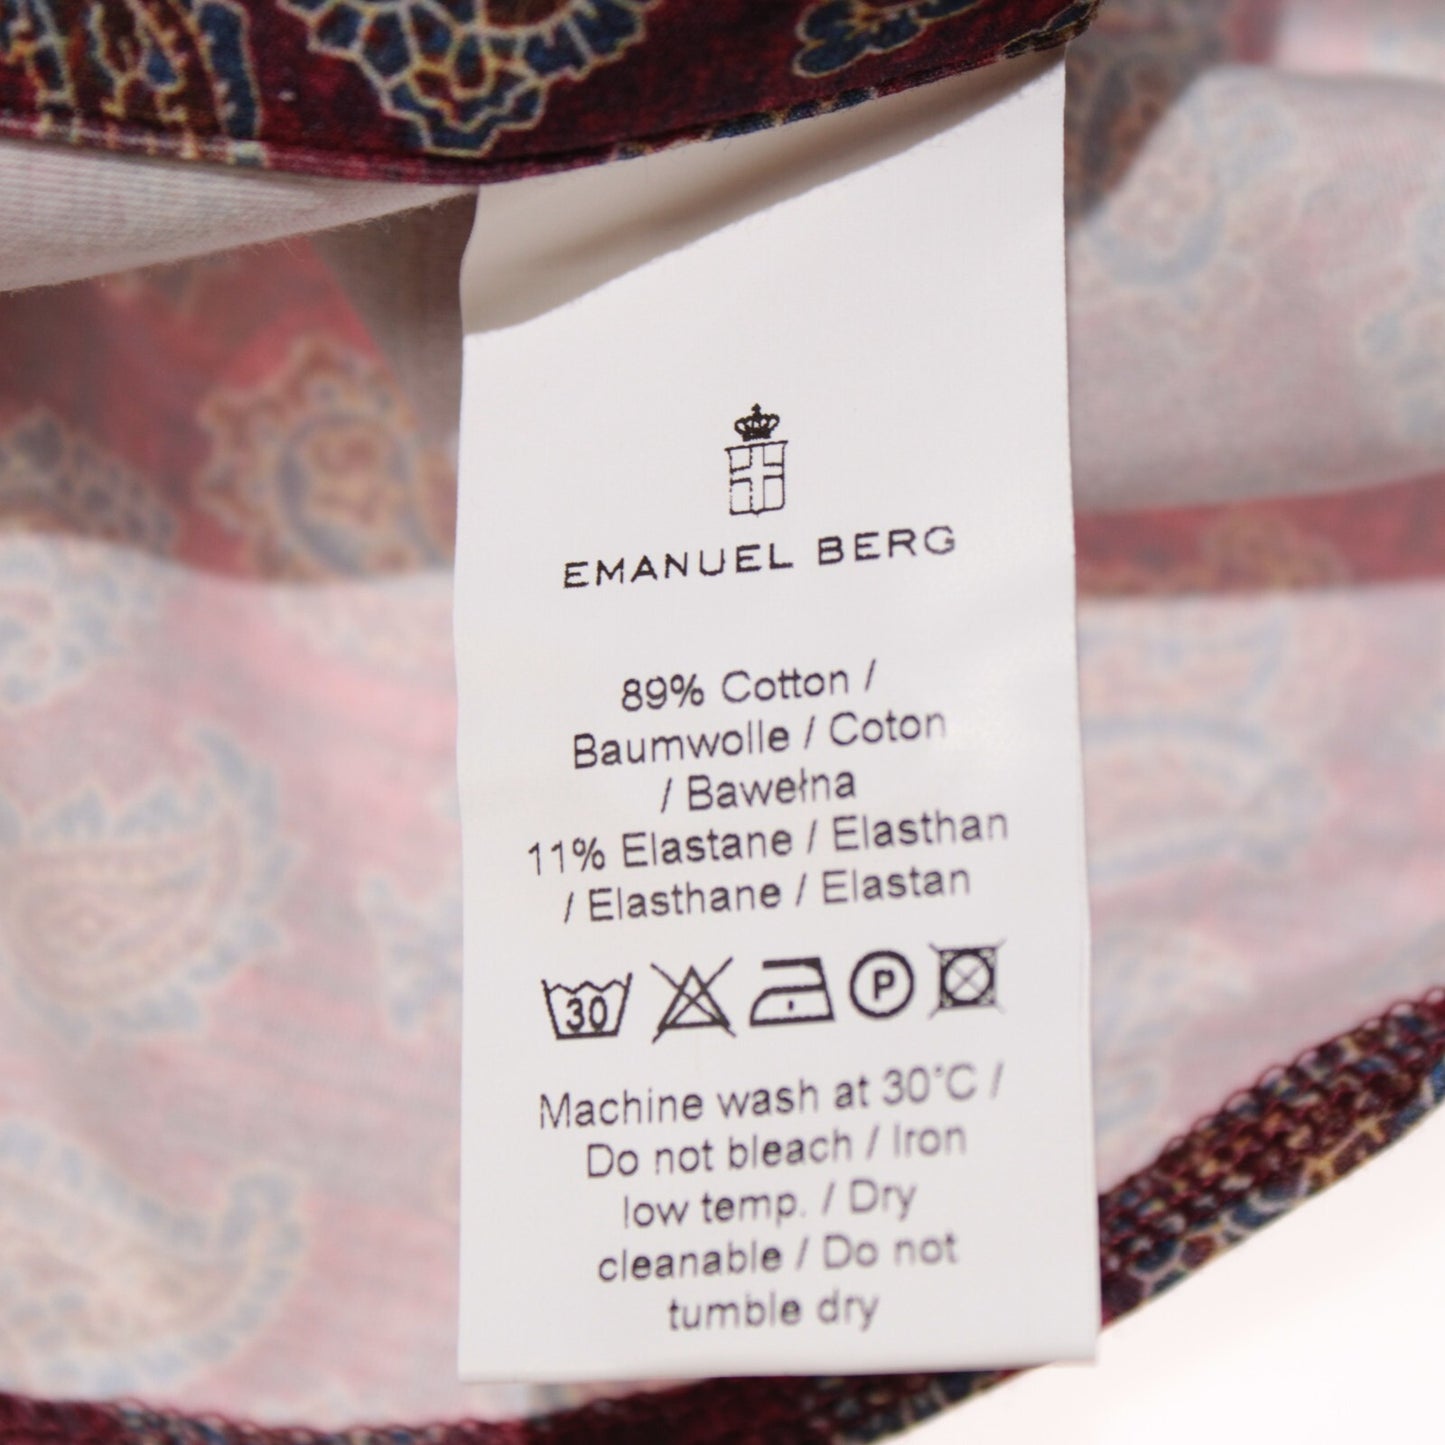 EMANUEL BERG
89% Cotton /
Baumwolle / Coton
/ Bawełna
11% Elastane / Elasthan
/ Elasthane / Elastan
30 P
Machine wash at 30°C /
Do not bleach / Iron
low temp. / Dry
cleanable / Do not
tumble dry